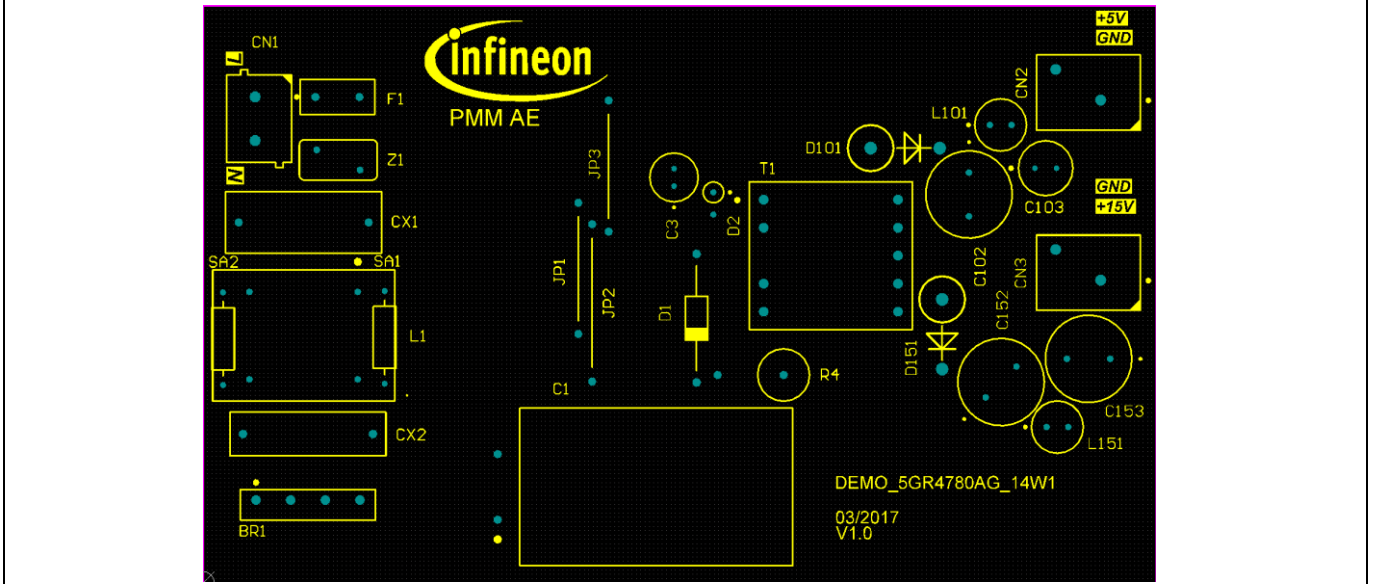 CN1
L
F1
Z1
N
CX1
SA2
SA1
L1
CX2
BR1
infineon
PMM AE
JP3
JP1
JP2
C3
D2
D1
T1
R4
C1
D101
L101
C102
C103
D151
C152
C153
L151
+5V
GND
CN2
GND
+15V
CN3
DEMO_5GR4780AG_14W1
03/2017
V1.0